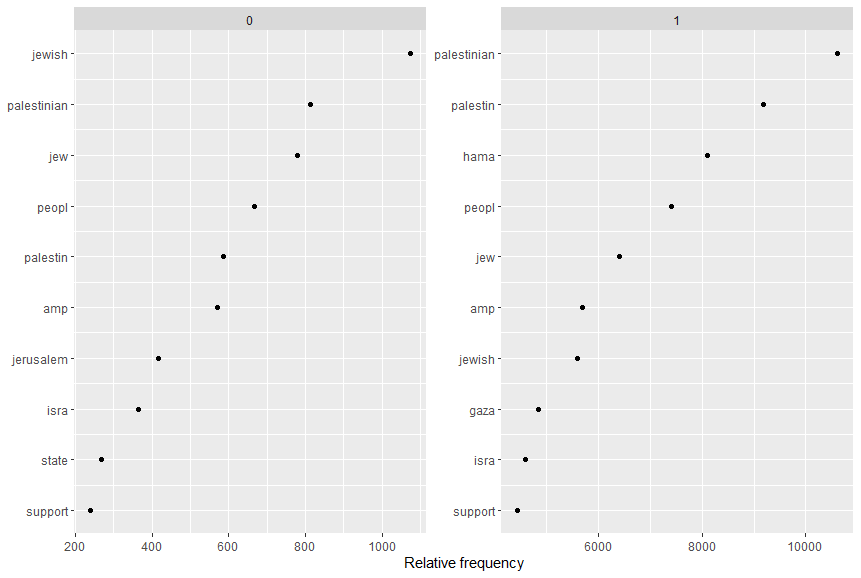 0
1
jewish
palestinian
jew
peopl
palestin
amp
jerusalem
isra
state
support
200 400 600 800 1000
palestinian
palestin
hama
peopl
jew
amp
jewish
gaza
isra
support
6000 8000 10000
Relative frequency